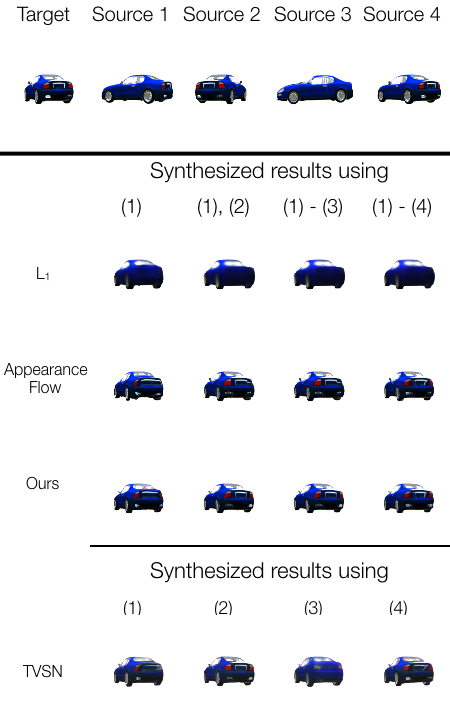 Target Source 1 Source 2 Source 3 Source 4
Synthesized results using
(1) (1), (2) (1) - (3) (1) - (4)
L₁
Appearance
Flow
Ours
Synthesized results using
(1) (2) (3) (4)
TVSN